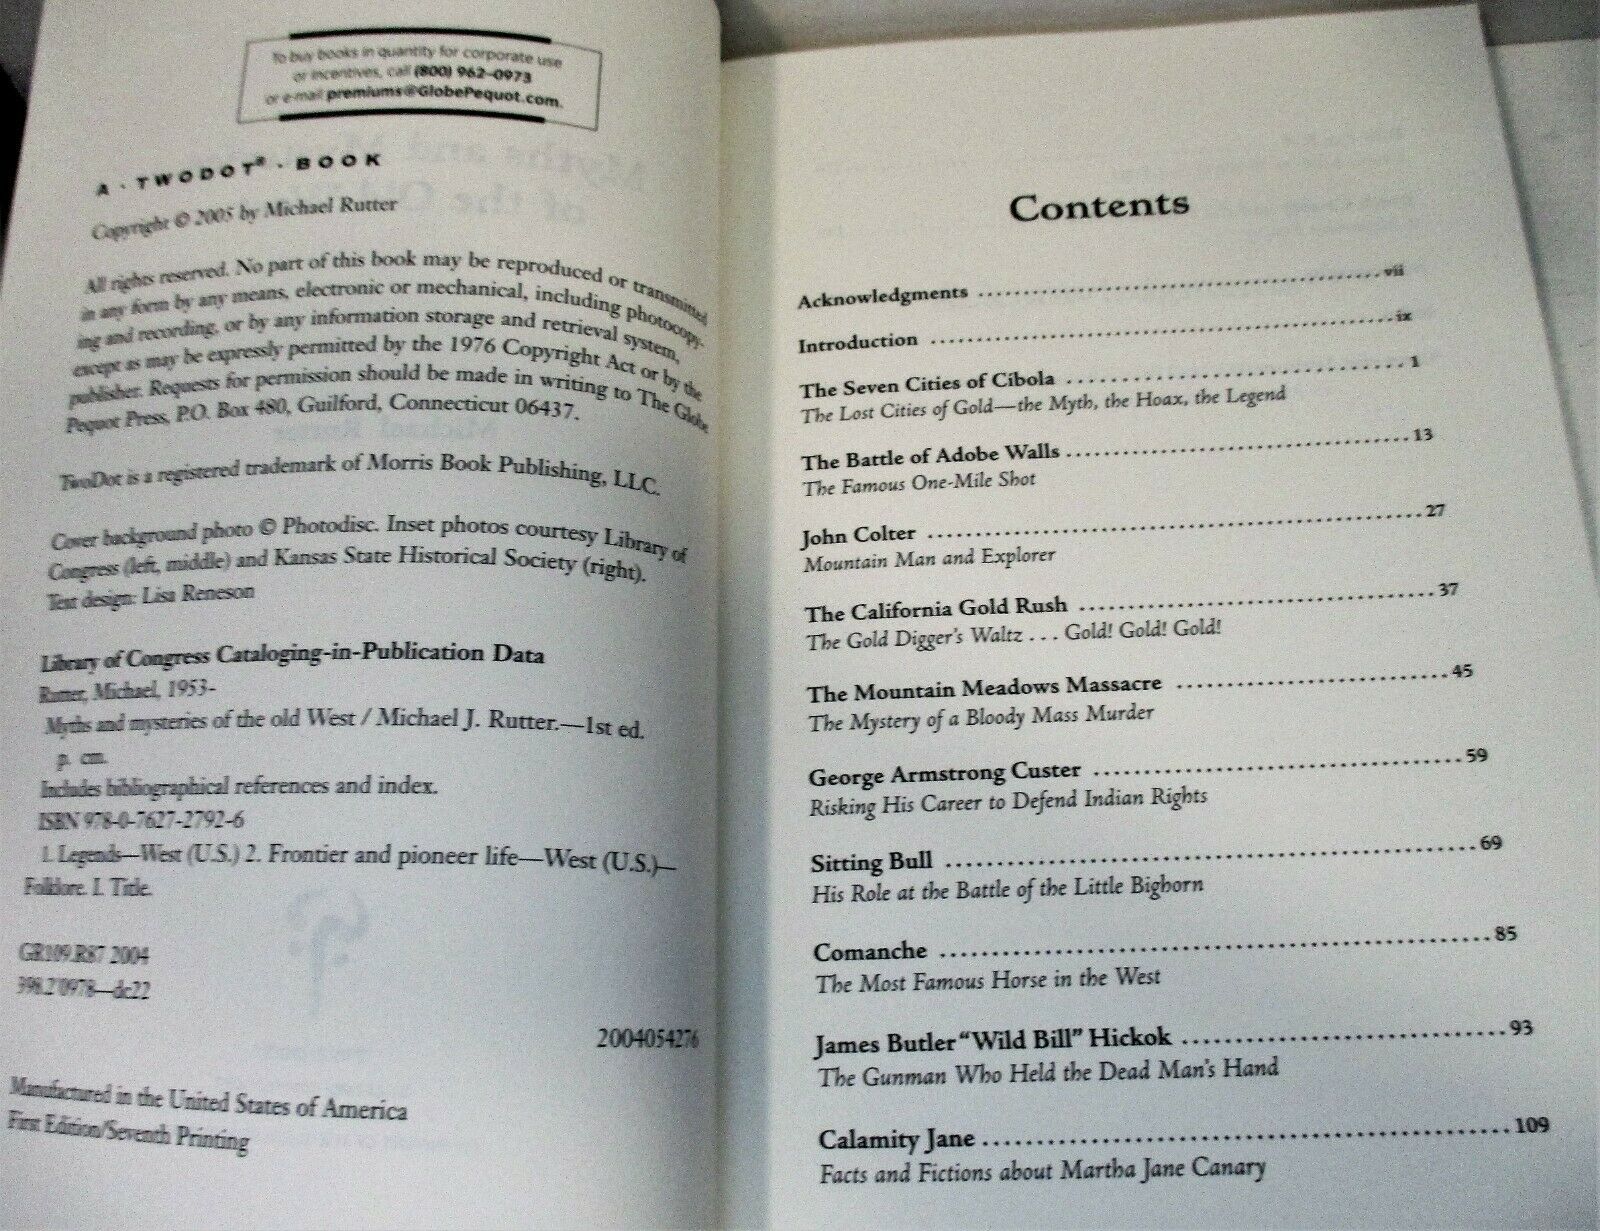 To buy books in quantity for corporate use
or incentives, call (800) 962-0973
or e-mail premiums@GlobePequot.com.
A · TWODOT® · BOOK
Copyright © 2005 by Michael Rutter
All rights reserved. No part of this book may be reproduced or transmitted
in any form by any means, electronic or mechanical, including photocopy-
ing and recording, or by any information storage and retrieval system,
except as may be expressly permitted by the 1976 Copyright Act or by the
publisher. Requests for permission should be made in writing to The Globe
Pequot Press, P.O. Box 480, Guilford, Connecticut 06437.
TwoDot is a registered trademark of Morris Book Publishing, LLC.
Cover background photo © Photodisc. Inset photos courtesy Library of
Congress (left, middle) and Kansas State Historical Society (right).
Text design: Lisa Reneson
Library of Congress Cataloging-in-Publication Data
Rutter, Michael, 1953-
Myths and mysteries of the old West / Michael J. Rutter.—1st ed.
p. cm.
Includes bibliographical references and index.
ISBN 978-0-7627-2792-6
1. Legends—West (U.S.) 2. Frontier and pioneer life—West (U.S.)—
Folklore. I. Title.
GR109.R87 2004
398.2'0978—dc22
2004054276
Manufactured in the United States of America
First Edition/Seventh Printing
Contents
Acknowledgments ........ vii
Introduction ........ ix
The Seven Cities of Cibola ........ 1
The Lost Cities of Gold—the Myth, the Hoax, the Legend
The Battle of Adobe Walls ........ 13
The Famous One-Mile Shot
John Colter ........ 27
Mountain Man and Explorer
The California Gold Rush ........ 37
The Gold Digger's Waltz . . . Gold! Gold! Gold!
The Mountain Meadows Massacre ........ 45
The Mystery of a Bloody Mass Murder
George Armstrong Custer ........ 59
Risking His Career to Defend Indian Rights
Sitting Bull ........ 69
His Role at the Battle of the Little Bighorn
Comanche ........ 85
The Most Famous Horse in the West
James Butler "Wild Bill" Hickok ........ 93
The Gunman Who Held the Dead Man's Hand
Calamity Jane ........ 109
Facts and Fictions about Martha Jane Canary